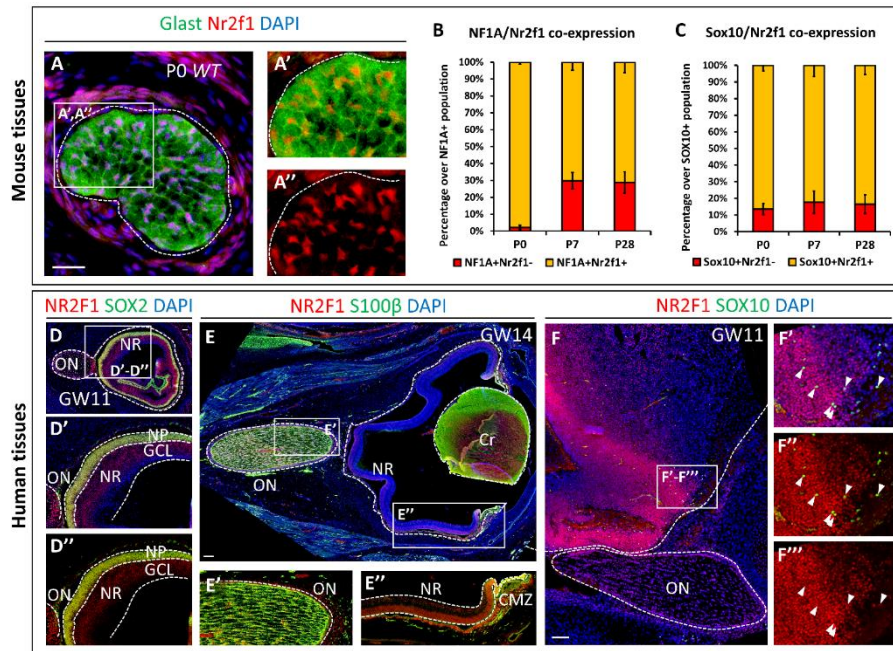 Mouse tissues
Glast Nr2f1 DAPI
A
P0 WT
A',A''
A'
A''
B
NF1A/Nr2f1 co-expression
Percentage over NF1A+ population
100%
90%
80%
70%
60%
50%
40%
30%
20%
10%
0%
P0 P7 P28
NF1A+Nr2f1- NF1A+Nr2f1+
C
Sox10/Nr2f1 co-expression
Percentage over SOX10+ population
100%
90%
80%
70%
60%
50%
40%
30%
20%
10%
0%
P0 P7 P28
Sox10+Nr2f1- Sox10+Nr2f1+
Human tissues
NR2F1 SOX2 DAPI
D
NR
ON
D'-D''
GW11
D'
NP
GCL
ON
NR
D''
NP
GCL
ON
NR
NR2F1 S100β DAPI
E
GW14
E'
Cr
NR
ON
E''
E'
ON
E''
NR
CMZ
NR2F1 SOX10 DAPI
F
GW11
F'-F'''
ON
F'
F''
F'''